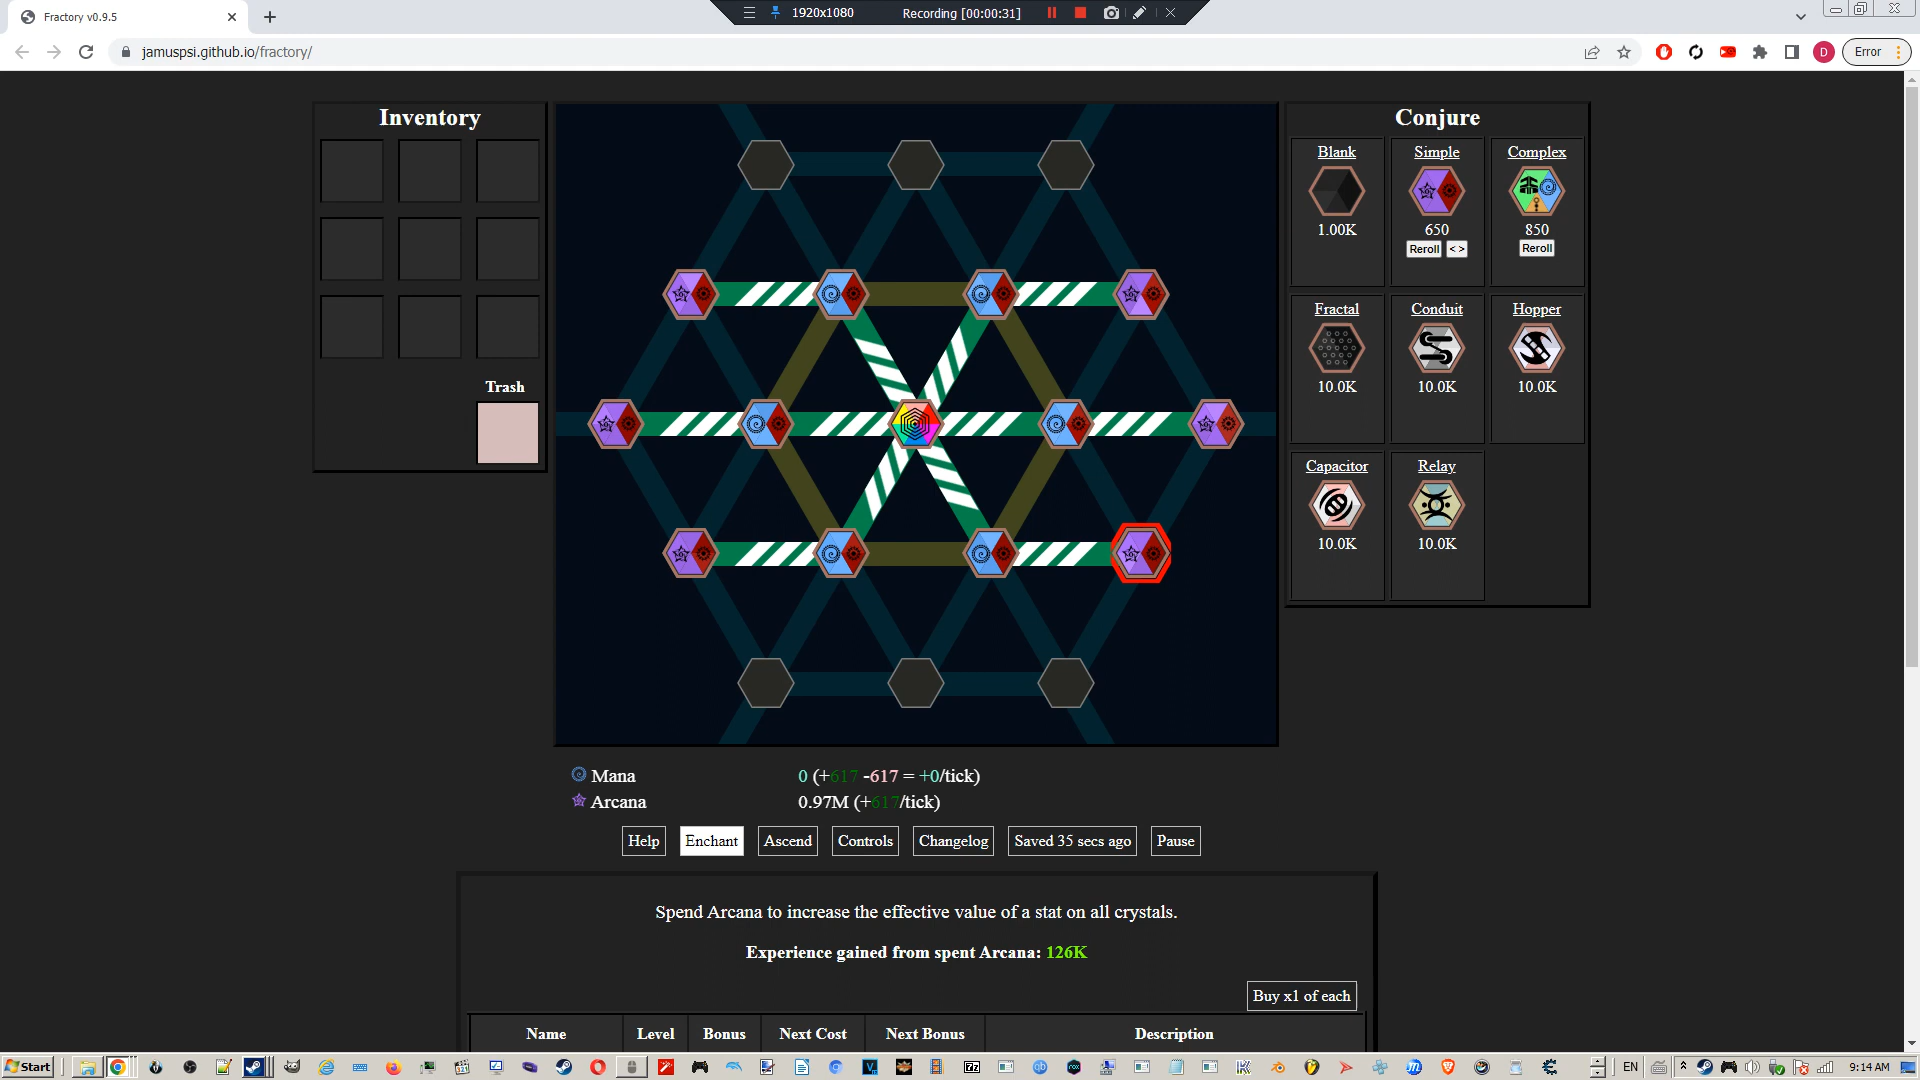 Fractory v0.9.5
1920x1080
Recording [00:00:31]
jamuspsi.github.io/fractory/
D
Error
Inventory
Trash
Conjure
Blank
Simple
Complex
1.00K
650
850
Reroll
< >
Reroll
Fractal
Conduit
Hopper
10.0K
10.0K
10.0K
Capacitor
Relay
10.0K
10.0K
Mana
0 (+617 -617 = +0/tick)
Arcana
0.97M (+617/tick)
Help
Enchant
Ascend
Controls
Changelog
Saved 35 secs ago
Pause
Spend Arcana to increase the effective value of a stat on all crystals.
Experience gained from spent Arcana: 126K
Buy x1 of each
Name
Level
Bonus
Next Cost
Next Bonus
Description
Start
EN
9:14 AM